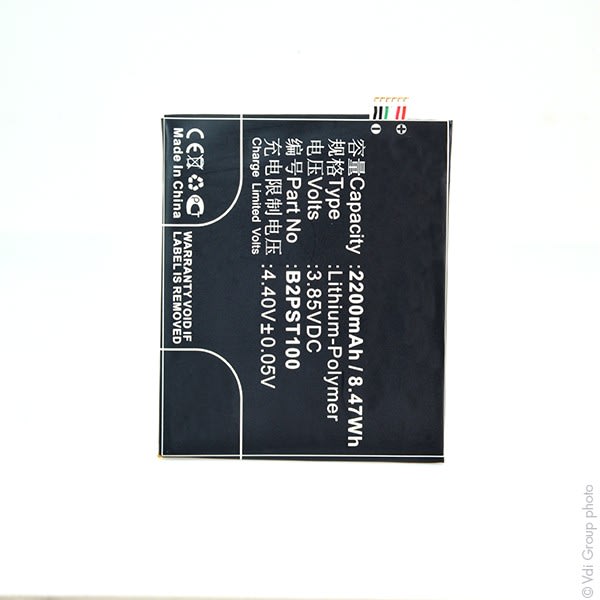 容量Capacity :2200mAh / 8.47Wh
规格Type :Lithium-Polymer
电压Volts :3.85VDC
编号Part No :B2PST100
充电限制电压 :4.40V±0.05V
Charge Limited Volts
CE
Made In China
WARRANTY VOID IF
LABEL IS REMOVED
© Vdi Group photo